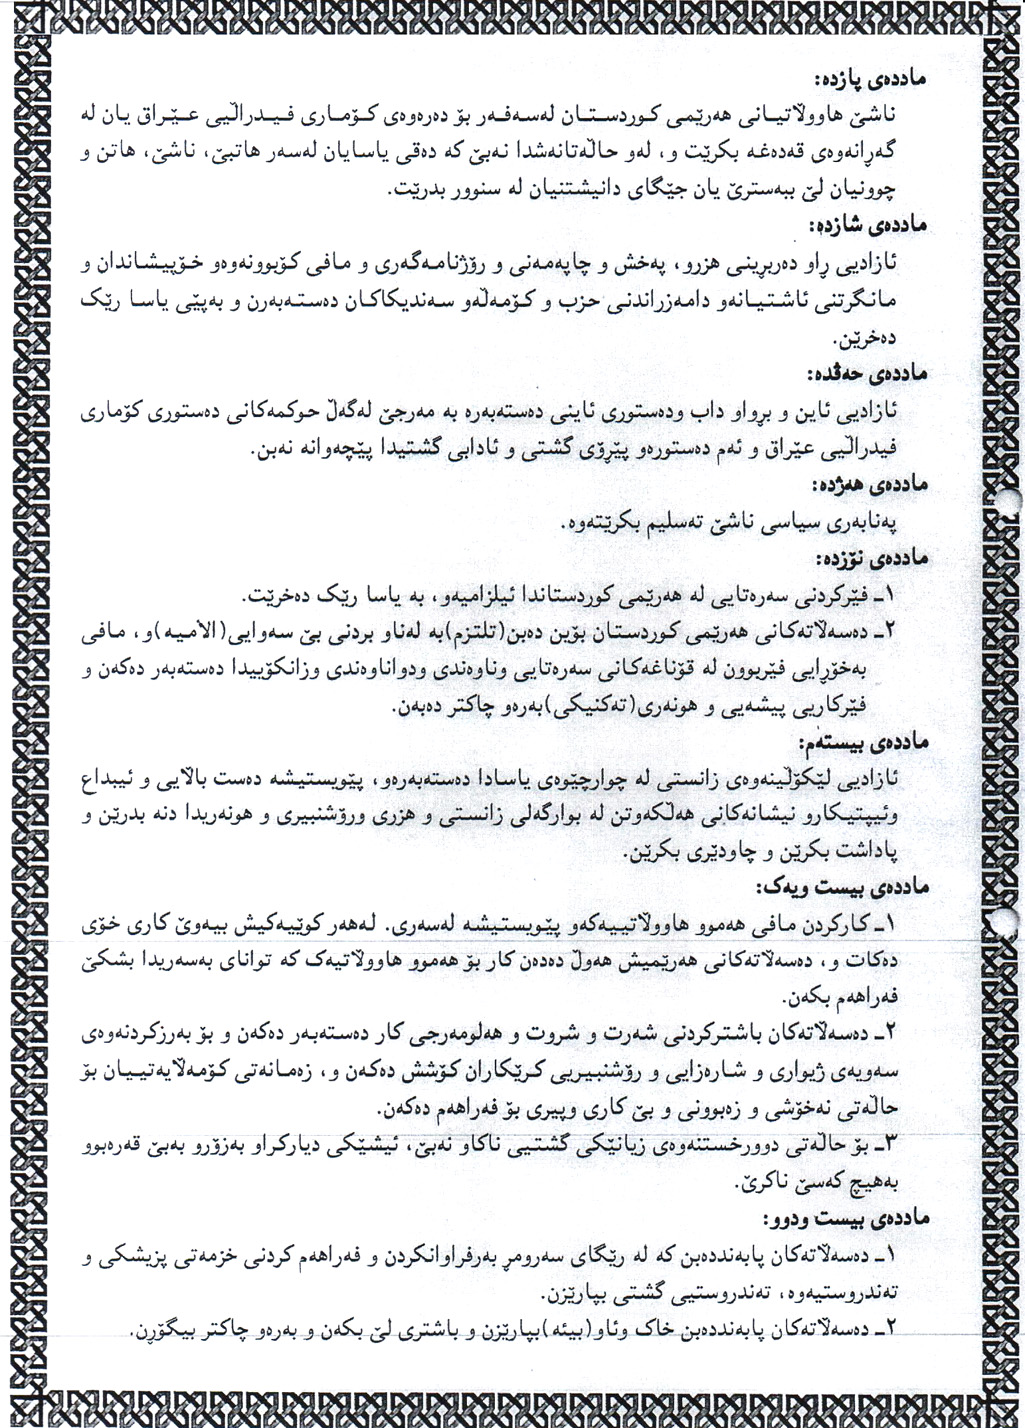 ماددەی پازدە:
ناشێ هاووڵاتیانی هەرێمی کوردستان لەسەفەر بۆ دەرەوەی کۆماری فیدراڵیی عێراق یان لە
گەڕانەوەی قەدەغە بکرێت و، لەو حاڵەتانەشدا نەبێ کە دەقی یاسایان لەسەر هاتبێ، ناشێ، هاتن و
چوونیان لێ ببەسترێ یان جێگای دانیشتنیان لە سنوور بدرێت.
ماددەی شازدە:
ئازادیی ڕاو دەربڕینی هزرو، پەخش و چاپەمەنی و رۆژنامەگەری و مافی کۆبوونەوەو خۆپیشاندان و
مانگرتنی ئاشتیانەو دامەزراندنی حزب و کۆمەڵەو سەندیکاکان دەستەبەرن و بەپێی یاسا رێک
دەخرێن.
ماددەی حەڤدە:
ئازادیی ئاین و بڕواو داب ودەستوری ئاینی دەستەبەرە بە مەرجێ لەگەڵ حوکمەکانی دەستوری کۆماری
فیدراڵیی عێراق و ئەم دەستورەو پێڕۆی گشتی و ئادابی گشتیدا پێچەوانە نەبن.
ماددەی هەژدە:
پەنابەری سیاسی ناشێ تەسلیم بکرێتەوە.
ماددەی نۆزدە:
١ـ فێرکردنی سەرەتایی لە هەرێمی کوردستاندا ئیلزامیەو، بە یاسا رێک دەخرێت.
٢ـ دەسەڵاتەکانی هەرێمی کوردستان بۆین دەبن(تلتزم)بە لەناو بردنی بێ سەوایی(الامیە)و، مافی
بەخۆڕایی فێربوون لە قۆناغەکانی سەرەتایی وناوەندی ودواناوەندی وزانکۆییدا دەستەبەر دەکەن و
فێرکاریی پیشەیی و هونەری(تەکنیکی)بەرەو چاکتر دەبەن.
ماددەی بیستەم:
ئازادیی لێکۆڵینەوەی زانستی لە چوارچێوەی یاسادا دەستەبەرەو، پێویستیشە دەست بالآیی و ئیبداع
وئیپتیکارو نیشانەکانی هەڵکەوتن لە بوارگەلی زانستی و هزری ورۆشنبیری و هونەریدا دنە بدرێن و
پاداشت بکرێن و چاودێری بکرێن.
ماددەی بیست ویەک:
١ـ کارکردن مافی هەموو هاووڵاتییەکەو پێویستیشە لەسەری. لەهەر کوێیەکیش بیەوێ کاری خۆی
دەکات و، دەسەڵاتەکانی هەرێمیش هەوڵ دەدەن کار بۆ هەموو هاووڵاتیەک کە توانای بەسەریدا بشکێ
فەراهەم بکەن.
٢ـ دەسەڵاتەکان باشترکردنی شەرت و شروت و هەلومەرجی کار دەستەبەر دەکەن و بۆ بەرزکردنەوەی
سەویەی ژیواری و شارەزایی و رۆشنبیریی کرێکاران کۆشش دەکەن و، زەمانەتی کۆمەڵایەتییان بۆ
حاڵەتی نەخۆشی و زەبوونی و بێ کاری وپیری بۆ فەراهەم دەکەن.
٣ـ بۆ حاڵەتی دوورخستنەوەی زیانێکی گشتیی ناکاو نەبێ، ئیشێکی دیارکراو بەزۆرو بەبێ قەرەبوو
بەهیچ کەسێ ناکرێ.
ماددەی بیست ودوو:
١ـ دەسەڵاتەکان پابەنددەبن کە لە رێگای سەرومڕ بەرفراوانکردن و فەراهەم کردنی خزمەتی پزیشکی و
تەندروستیەوە، تەندروستیی گشتی بپارێزن.
٢ـ دەسەڵاتەکان پابەنددەبن خاک وئاو(بیئە)بپارێزن و باشتری لێ بکەن و بەرەو چاکتر بیگۆڕن.